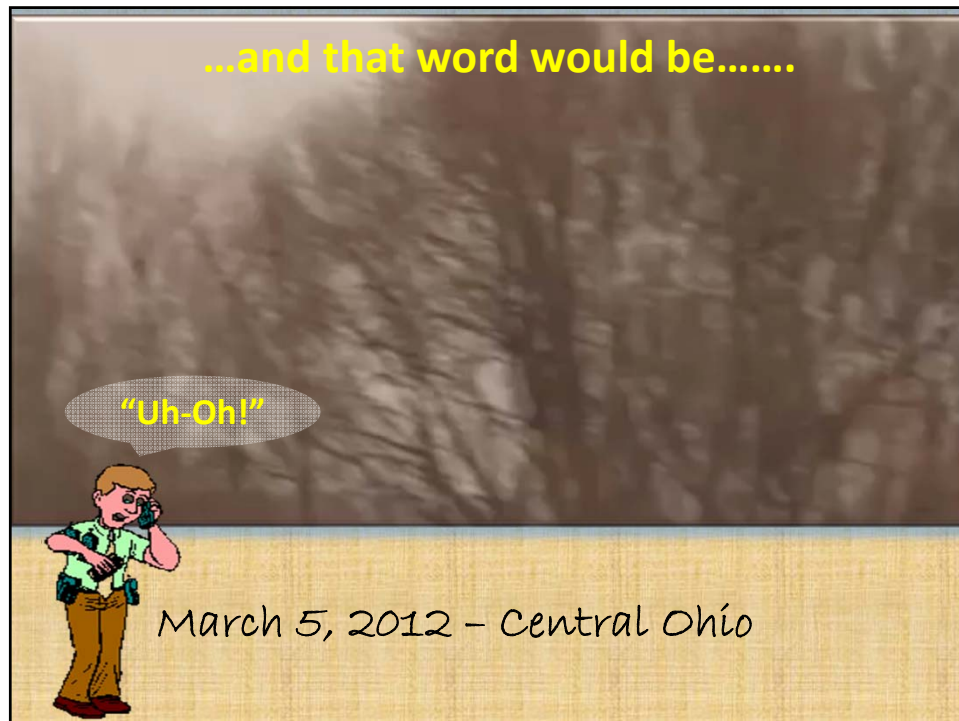 …and that word would be…….
“Uh-Oh!”
March 5, 2012 – Central Ohio